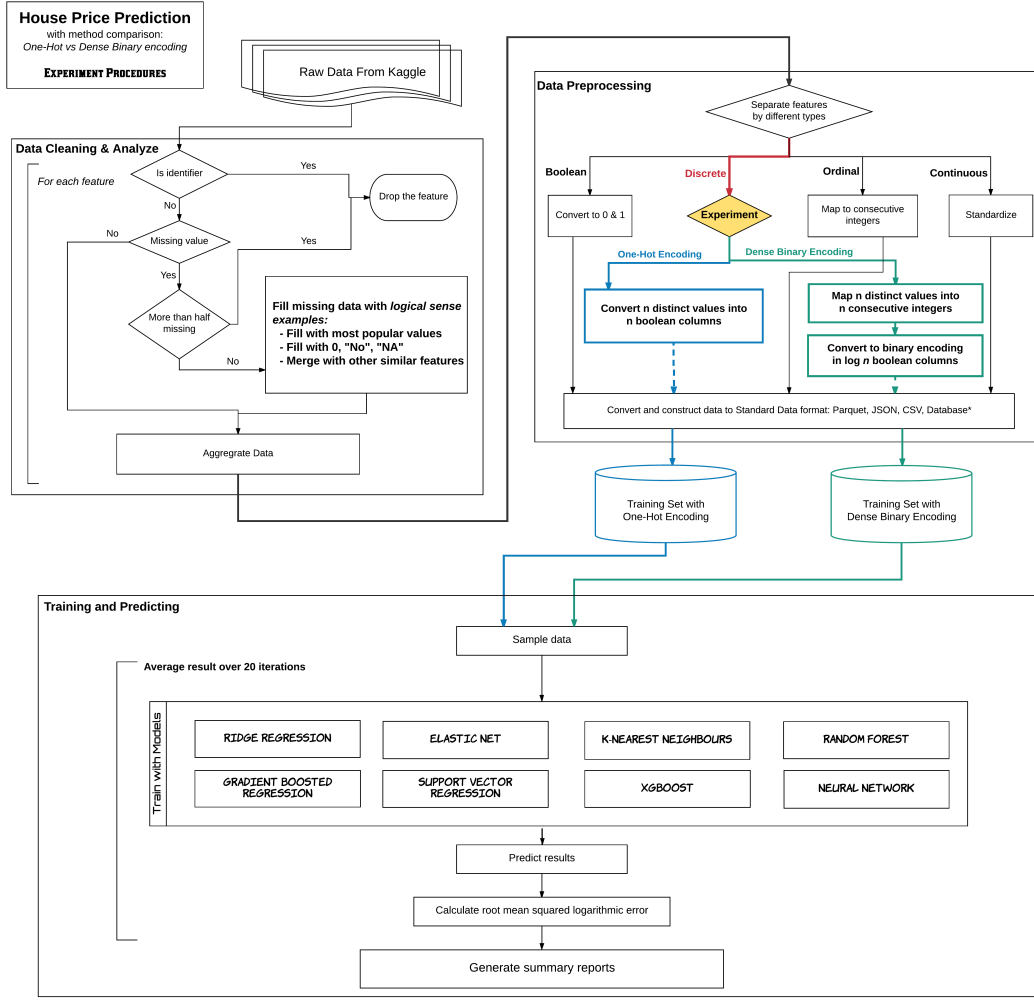 House Price Prediction
with method comparison:
One-Hot vs Dense Binary encoding
Experiment Procedures
Raw Data From Kaggle
Data Cleaning & Analyze
For each feature
Is identifier
Yes
Drop the feature
No
Missing value
No
Yes
Yes
More than half
missing
No
Fill missing data with logical sense
examples:
- Fill with most popular values
- Fill with 0, "No", "NA"
- Merge with other similar features
Aggregrate Data
Data Preprocessing
Separate features
by different types
Boolean
Discrete
Ordinal
Continuous
Convert to 0 & 1
Experiment
Map to consecutive
integers
Standardize
One-Hot Encoding
Dense Binary Encoding
Convert n distinct values into
n boolean columns
Map n distinct values into
n consecutive integers
Convert to binary encoding
in log n boolean columns
Convert and construct data to Standard Data format: Parquet, JSON, CSV, Database*
Training Set with
One-Hot Encoding
Training Set with
Dense Binary Encoding
Training and Predicting
Sample data
Average result over 20 iterations
Train with Models
RIDGE REGRESSION
ELASTIC NET
K-NEAREST NEIGHBOURS
RANDOM FOREST
GRADIENT BOOSTED
REGRESSION
SUPPORT VECTOR
REGRESSION
XGBOOST
NEURAL NETWORK
Predict results
Calculate root mean squared logarithmic error
Generate summary reports